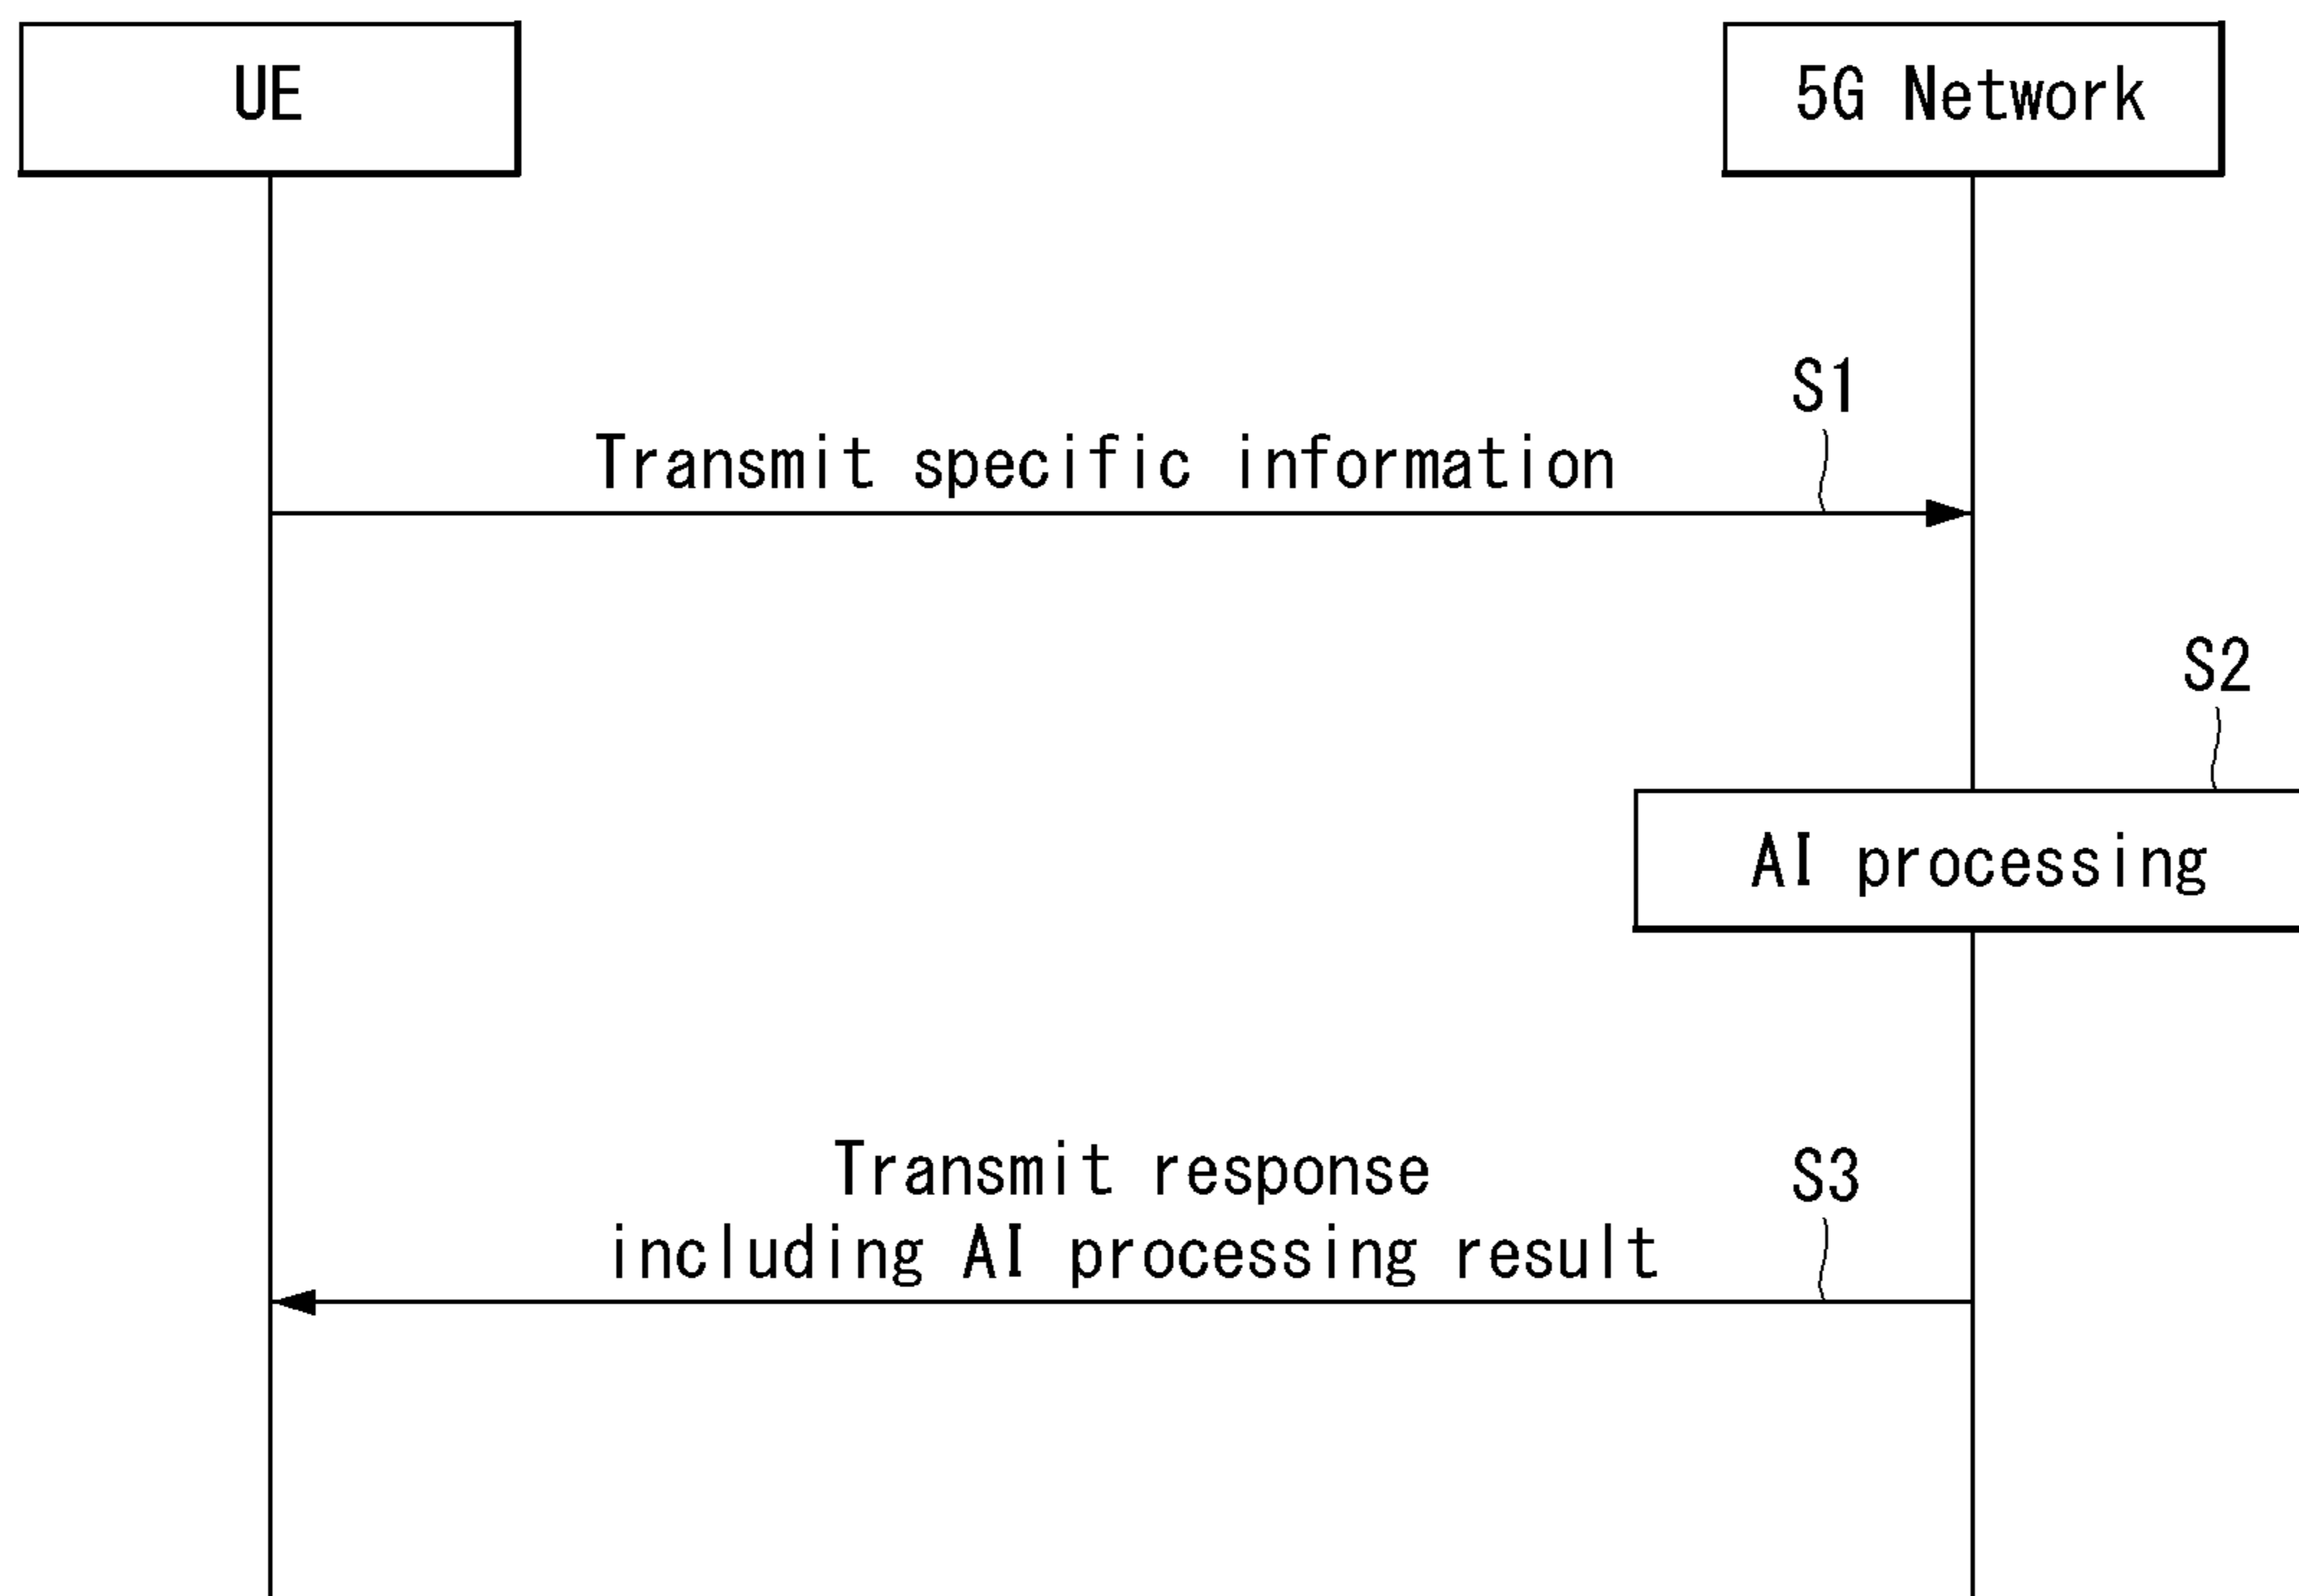 UE
5G Network
S1
Transmit specific information
S2
AI processing
Transmit response
S3
including AI processing result